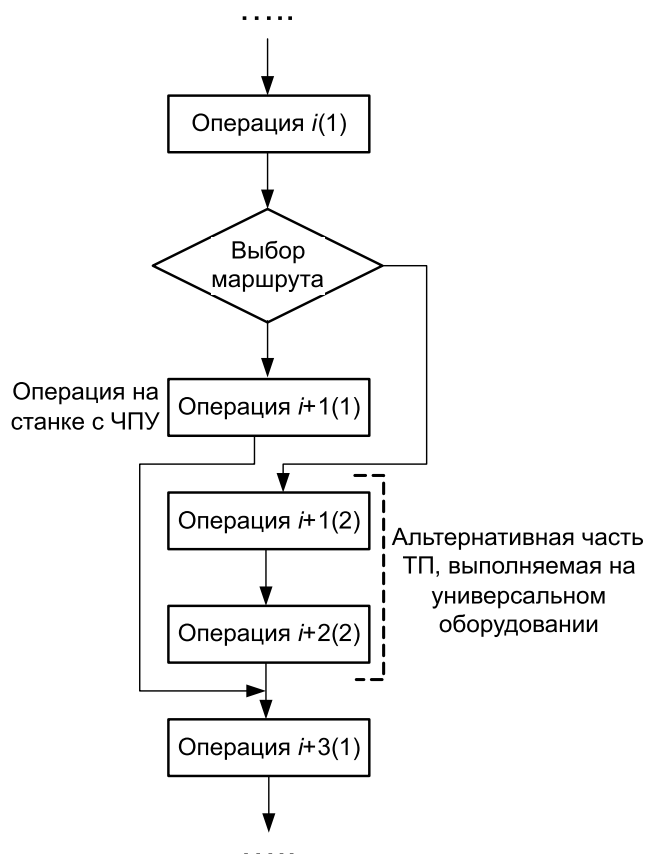 .....
Операция i(1)
Выбор
маршрута
Операция на
станке с ЧПУ
Операция i+1(1)
Операция i+1(2)
Альтернативная часть
ТП, выполняемая на
универсальном
оборудовании
Операция i+2(2)
Операция i+3(1)
.....